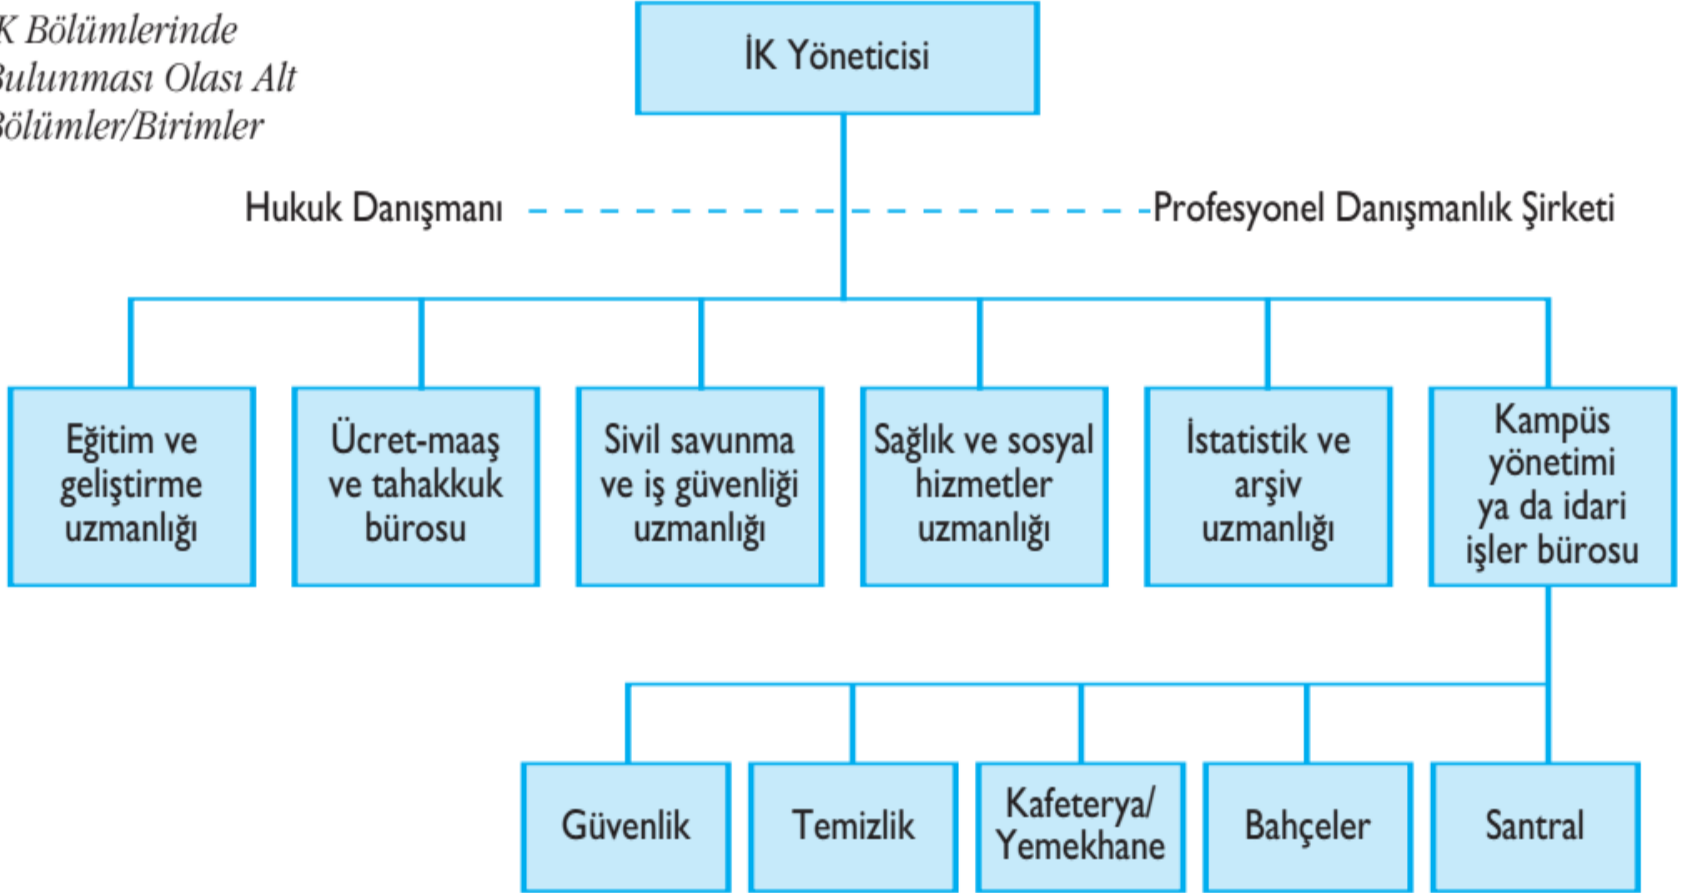 K Bölümlerinde
Bulunması Olası Alt
Bölümler/Birimler
İK Yöneticisi
Hukuk Danışmanı
Profesyonel Danışmanlık Şirketi
Eğitim ve
geliştirme
uzmanlığı
Ücret-maaş
ve tahakkuk
bürosu
Sivil savunma
ve iş güvenliği
uzmanlığı
Sağlık ve sosyal
hizmetler
uzmanlığı
İstatistik ve
arşiv
uzmanlığı
Kampüs
yönetimi
ya da idari
işler bürosu
Güvenlik
Temizlik
Kafeterya/
Yemekhane
Bahçeler
Santral